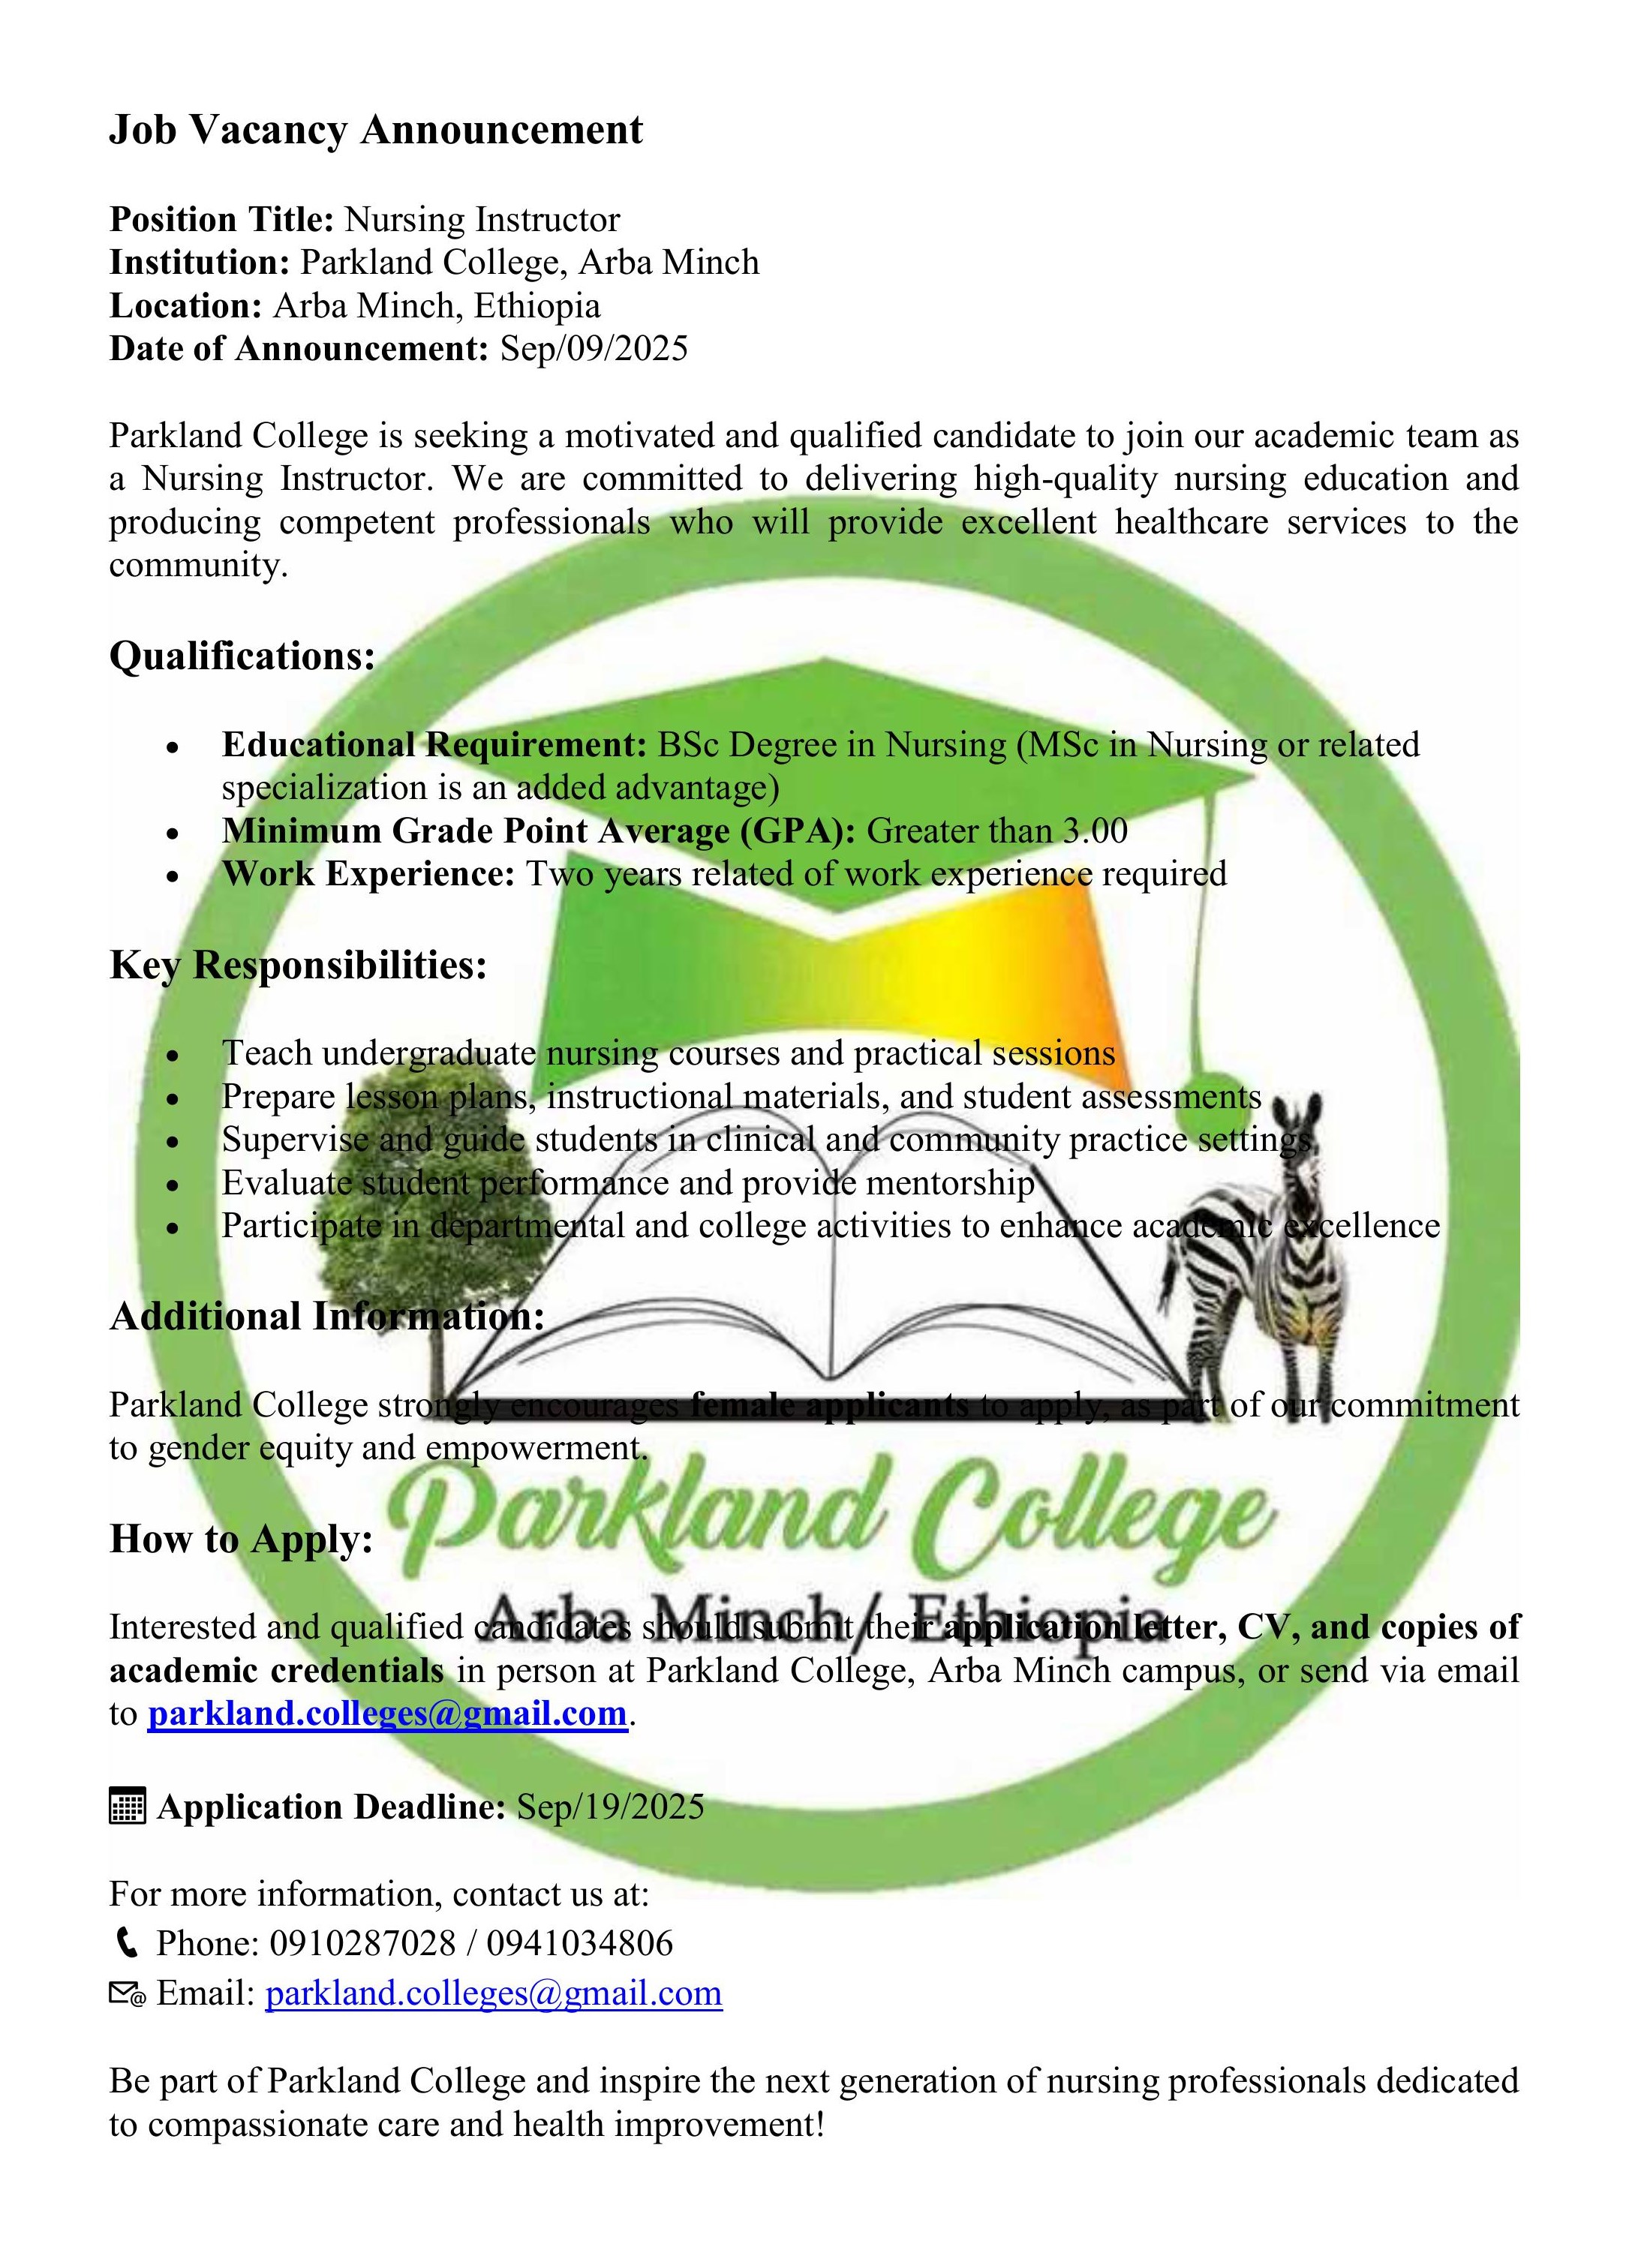 Job Vacancy Announcement
Position Title: Nursing Instructor
Institution: Parkland College, Arba Minch
Location: Arba Minch, Ethiopia
Date of Announcement: Sep/09/2025
Parkland College is seeking a motivated and qualified candidate to join our academic team as
a Nursing Instructor. We are committed to delivering high-quality nursing education and
producing competent professionals who will provide excellent healthcare services to the
community.
Qualifications:
• Educational Requirement: BSc Degree in Nursing (MSc in Nursing or related
specialization is an added advantage)
• Minimum Grade Point Average (GPA): Greater than 3.00
• Work Experience: Two years related of work experience required
Key Responsibilities:
• Teach undergraduate nursing courses and practical sessions
• Prepare lesson plans, instructional materials, and student assessments
• Supervise and guide students in clinical and community practice settings
• Evaluate student performance and provide mentorship
• Participate in departmental and college activities to enhance academic excellence
Additional Information:
Parkland College strongly encourages female applicants to apply, as part of our commitment
to gender equity and empowerment.
Parkland College
How to Apply:
Arba Minch/ Ethiopia
Interested and qualified candidates should submit their application letter, CV, and copies of
academic credentials in person at Parkland College, Arba Minch campus, or send via email
to parkland.colleges@gmail.com.
Application Deadline: Sep/19/2025
For more information, contact us at:
Phone: 0910287028 / 0941034806
Email: parkland.colleges@gmail.com
Be part of Parkland College and inspire the next generation of nursing professionals dedicated
to compassionate care and health improvement!